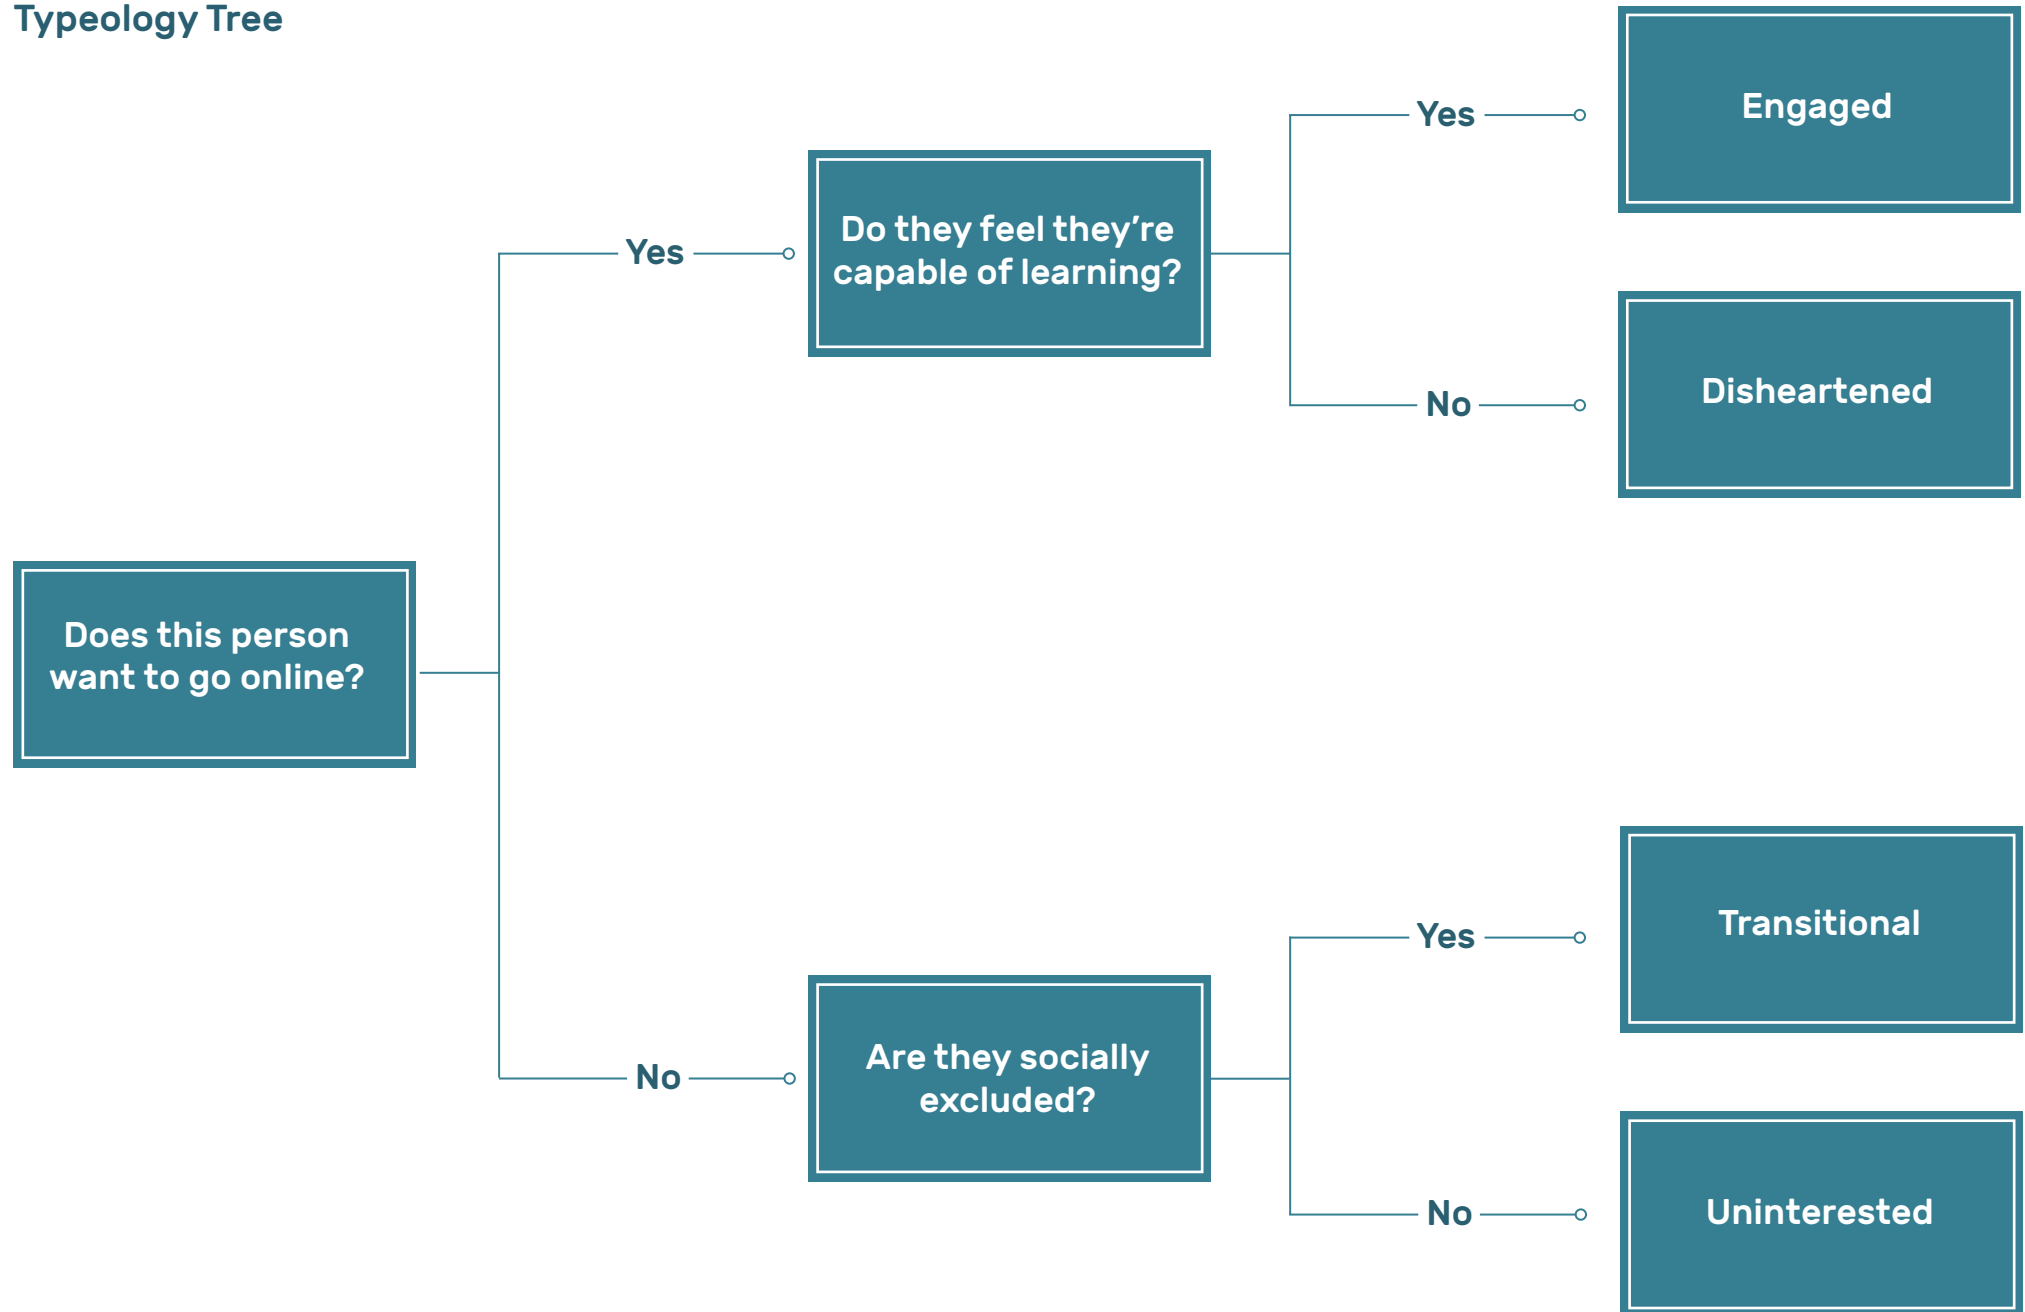 Typeology Tree
Does this person
want to go online?
Yes
Do they feel they’re
capable of learning?
Yes
Engaged
No
Disheartened
No
Are they socially
excluded?
Yes
Transitional
No
Uninterested